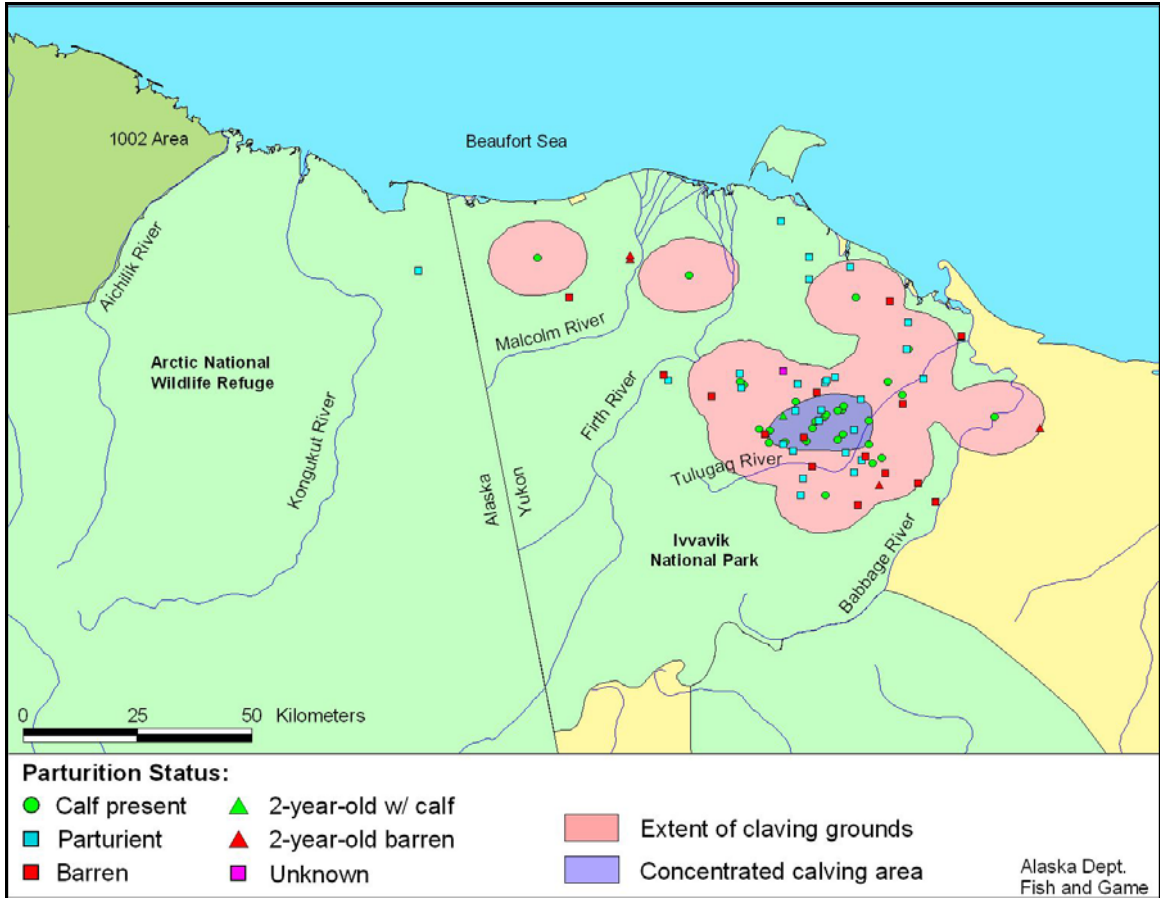 1002 Area
Beaufort Sea
Aichilik River
Arctic National
Wildlife Refuge
Kongukut River
Malcolm River
Firth River
Alaska
Yukon
Tulugaq River
Ivvavik
National Park
Babbage River
0 25 50 Kilometers
Parturition Status:
Calf present
Parturient
Barren
2-year-old w/ calf
2-year-old barren
Unknown
Extent of claving grounds
Concentrated calving area
Alaska Dept.
Fish and Game